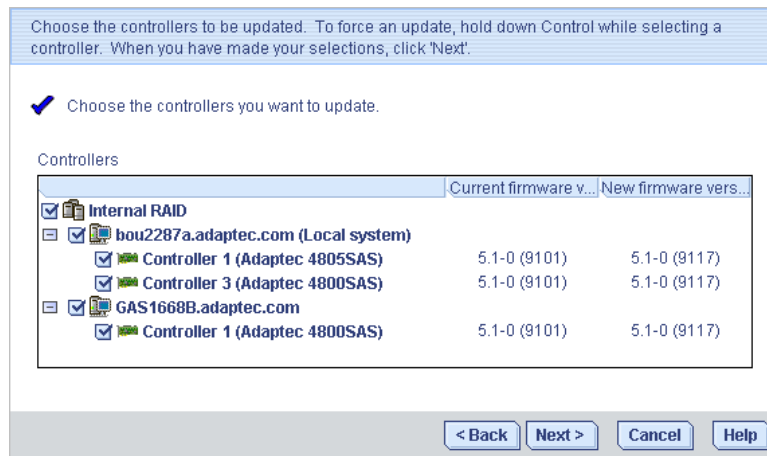 Choose the controllers to be updated. To force an update, hold down Control while selecting a
controller. When you have made your selections, click 'Next'.
Choose the controllers you want to update.
Controllers
Current firmware v... New firmware vers...
Internal RAID
bou2287a.adaptec.com (Local system)
Controller 1 (Adaptec 4805SAS) 5.1-0 (9101) 5.1-0 (9117)
Controller 3 (Adaptec 4800SAS) 5.1-0 (9101) 5.1-0 (9117)
GAS1668B.adaptec.com
Controller 1 (Adaptec 4800SAS) 5.1-0 (9101) 5.1-0 (9117)
< Back Next > Cancel Help